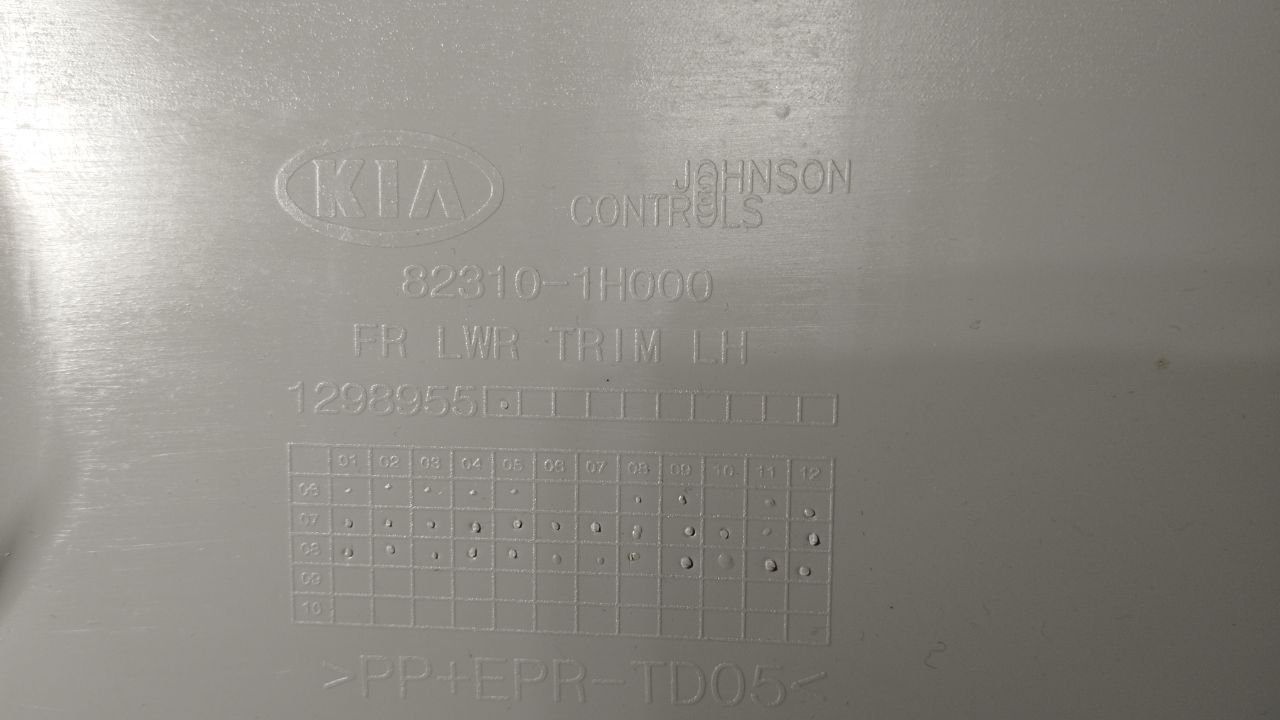 KIA
JOHNSON
CONTROLS
82310-1H000
FR LWR TRIM LH
1298955
01 02 03 04 05 06 07 08 09 10 11 12
06
07
08
09
10
>PP+EPR-TD05<